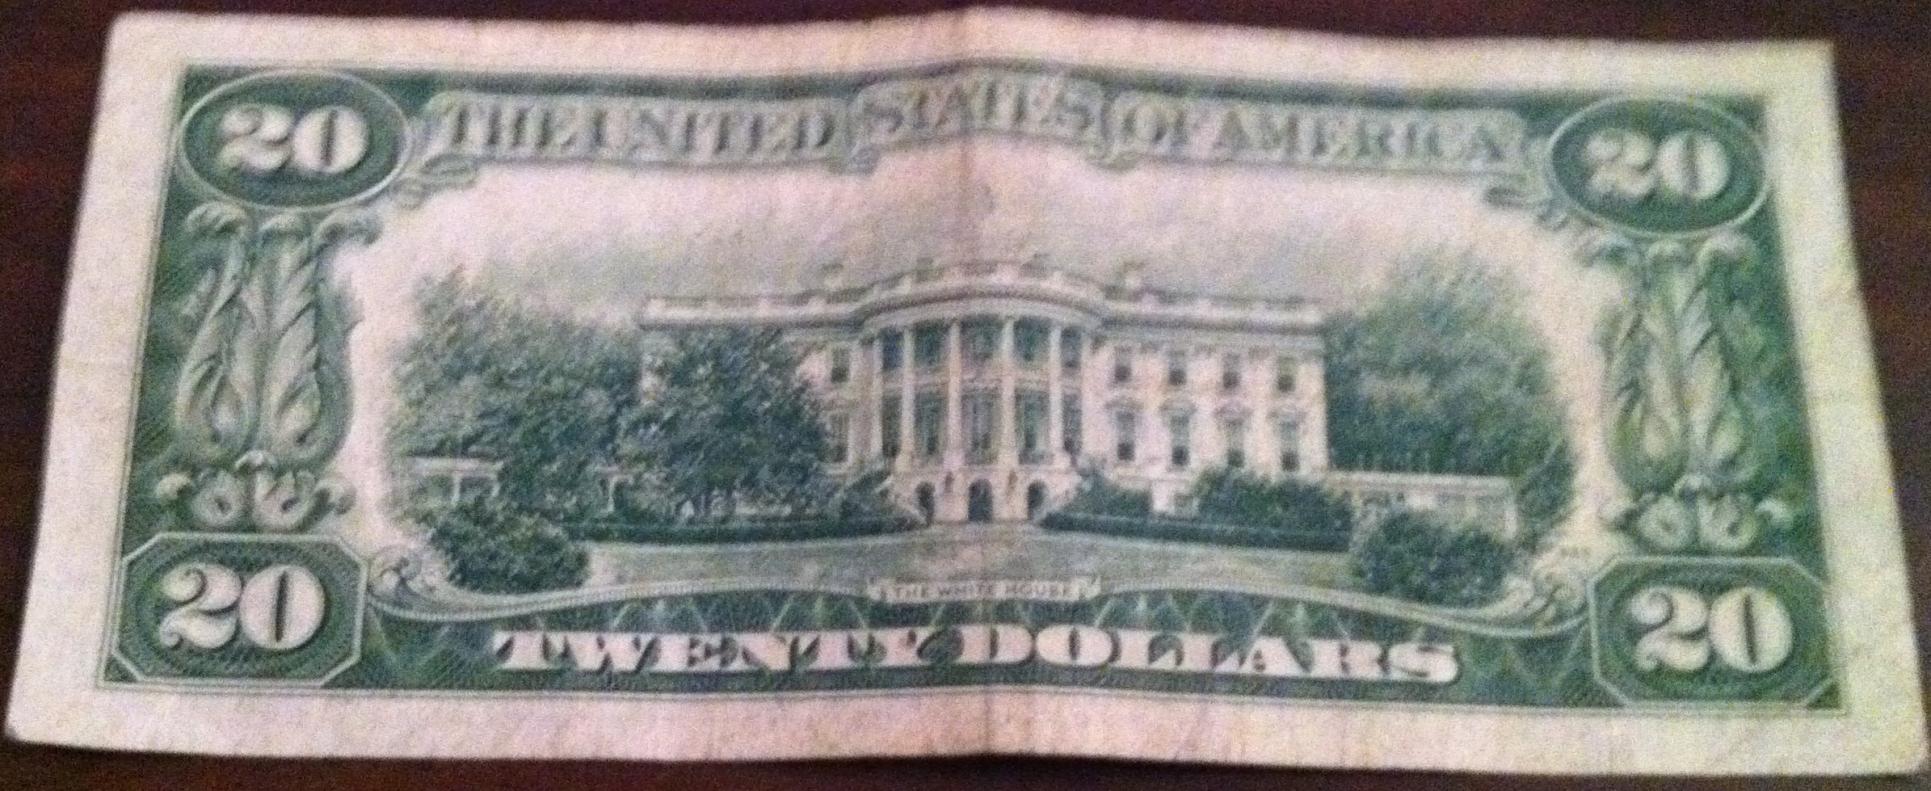 20 THE UNITED STATES OF AMERICA 20
THE WHITE HOUSE
20 TWENTY DOLLARS 20